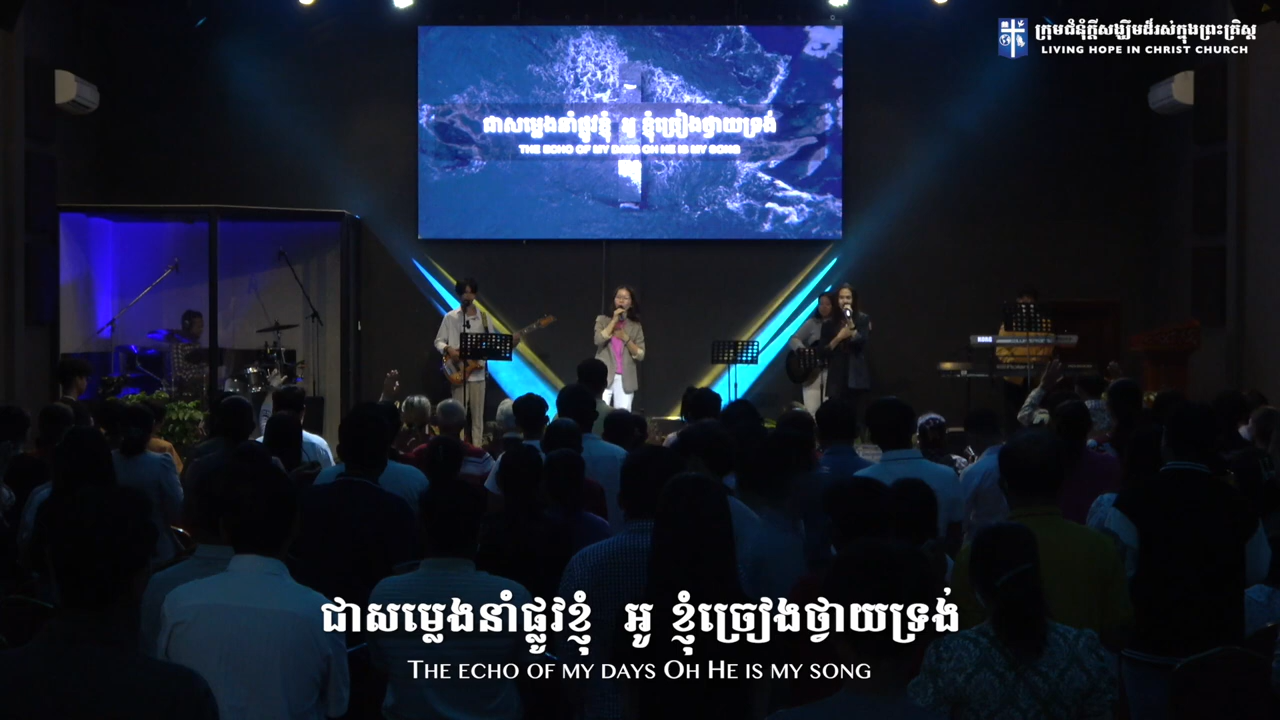 ក្រុមជំនុំក្ដីសង្ឃឹមដ៏រស់ក្នុងព្រះគ្រិស្ត
LIVING HOPE IN CHRIST CHURCH
ជាសម្លេងនាំផ្លូវខ្ញុំ អូ ខ្ញុំច្រៀងថ្វាយទ្រង់
THE ECHO OF MY DAYS OH HE IS MY SONG
KORG
ជាសម្លេងនាំផ្លូវខ្ញុំ អូ ខ្ញុំច្រៀងថ្វាយទ្រង់
THE ECHO OF MY DAYS OH HE IS MY SONG